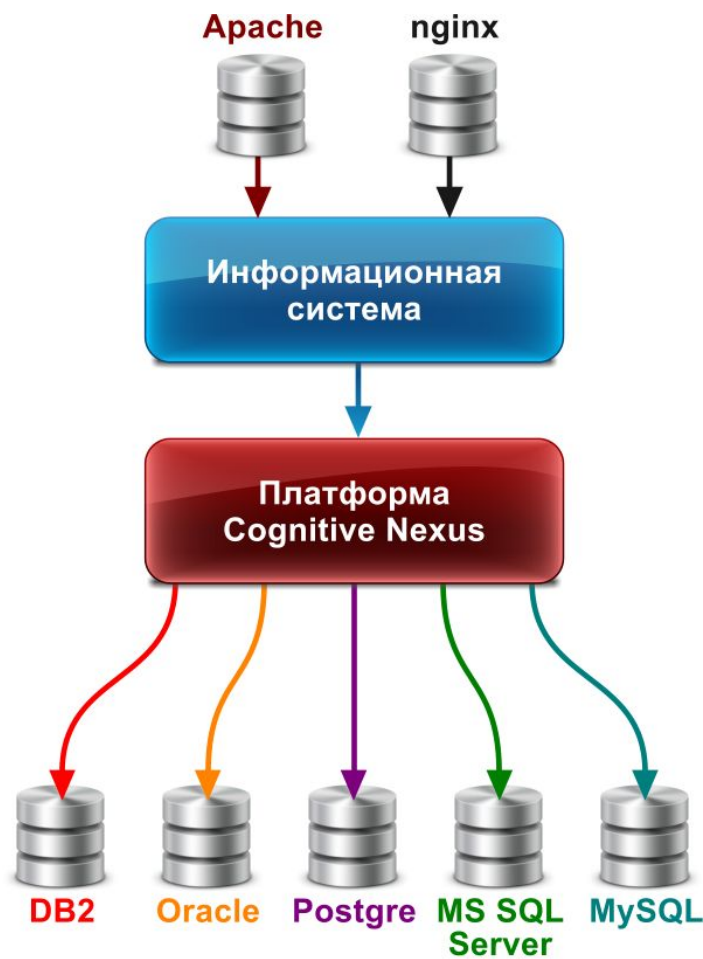 Apache
nginx
Информационная
система
Платформа
Cognitive Nexus
DB2
Oracle
Postgre
MS SQL
Server
MySQL